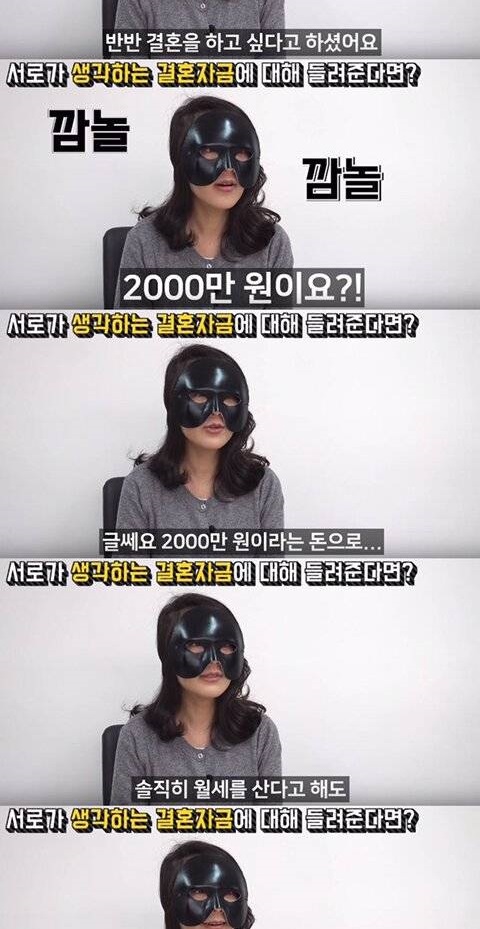 반반 결혼을 하고 싶다고 하셨어요
서로가 생각하는 결혼자금에 대해 들려준다면?
깜놀
깜놀
2000만 원이요?!
서로가 생각하는 결혼자금에 대해 들려준다면?
글쎄요 2000만 원이라는 돈으로...
서로가 생각하는 결혼자금에 대해 들려준다면?
솔직히 월세를 산다고 해도
서로가 생각하는 결혼자금에 대해 들려준다면?